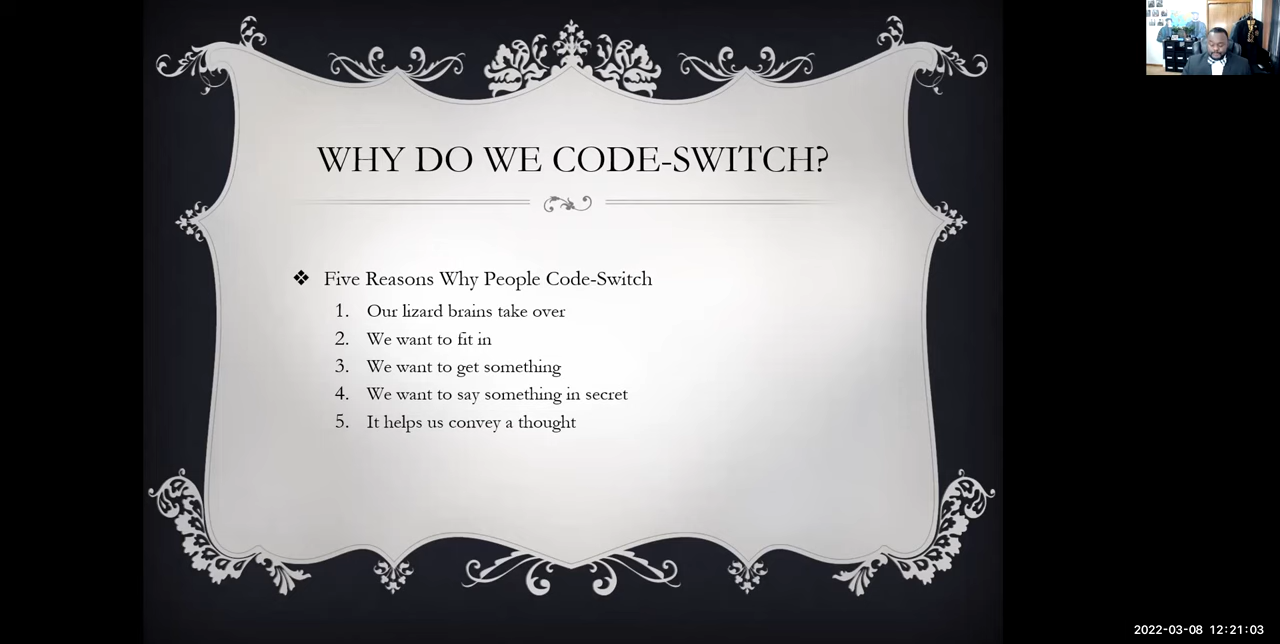 WHY DO WE CODE-SWITCH?
❖ Five Reasons Why People Code-Switch
1. Our lizard brains take over
2. We want to fit in
3. We want to get something
4. We want to say something in secret
5. It helps us convey a thought
2022-03-08 12:21:03